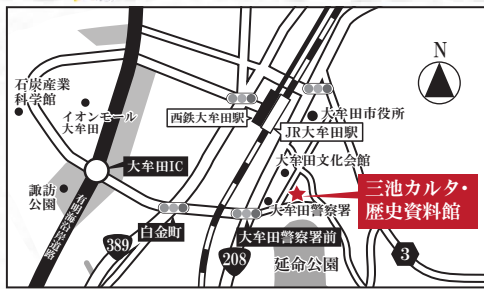 N
石炭産業
科学館
イオンモール
大牟田
西鉄大牟田駅
大牟田市役所
JR大牟田駅
大牟田文化会館
大牟田IC
三池カルタ・
歴史資料館
諏訪
公園
有明海沿岸道路
大牟田警察署
白金町
大牟田警察署前
389
208
延命公園
3